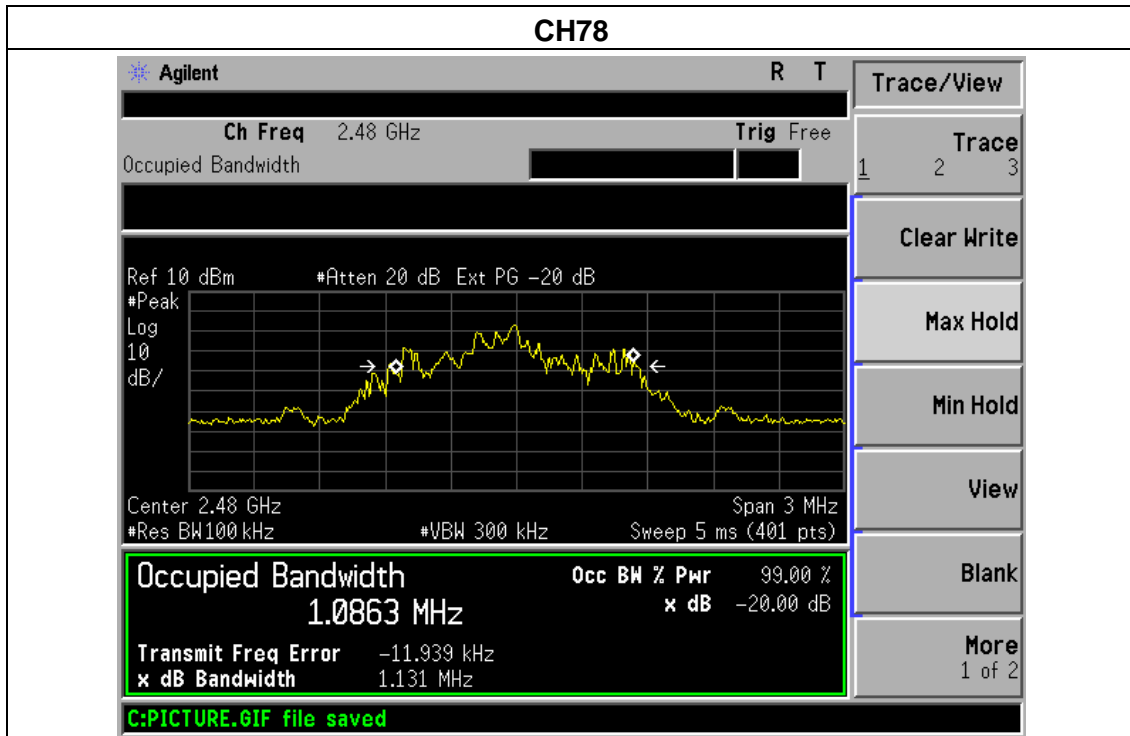 CH78
Agilent R T
Ch Freq 2.48 GHz Trig Free
Occupied Bandwidth
Ref 10 dBm #Atten 20 dB Ext PG -20 dB
#Peak
Log
10
dB/
Center 2.48 GHz Span 3 MHz
#Res BW 100 kHz #VBW 300 kHz Sweep 5 ms (401 pts)
Occupied Bandwidth Occ BW % Pwr 99.00 %
1.0863 MHz x dB -20.00 dB
Transmit Freq Error -11.939 kHz
x dB Bandwidth 1.131 MHz
C:PICTURE.GIF file saved
Trace/View
Trace
1 2 3
Clear Write
Max Hold
Min Hold
View
Blank
More
1 of 2